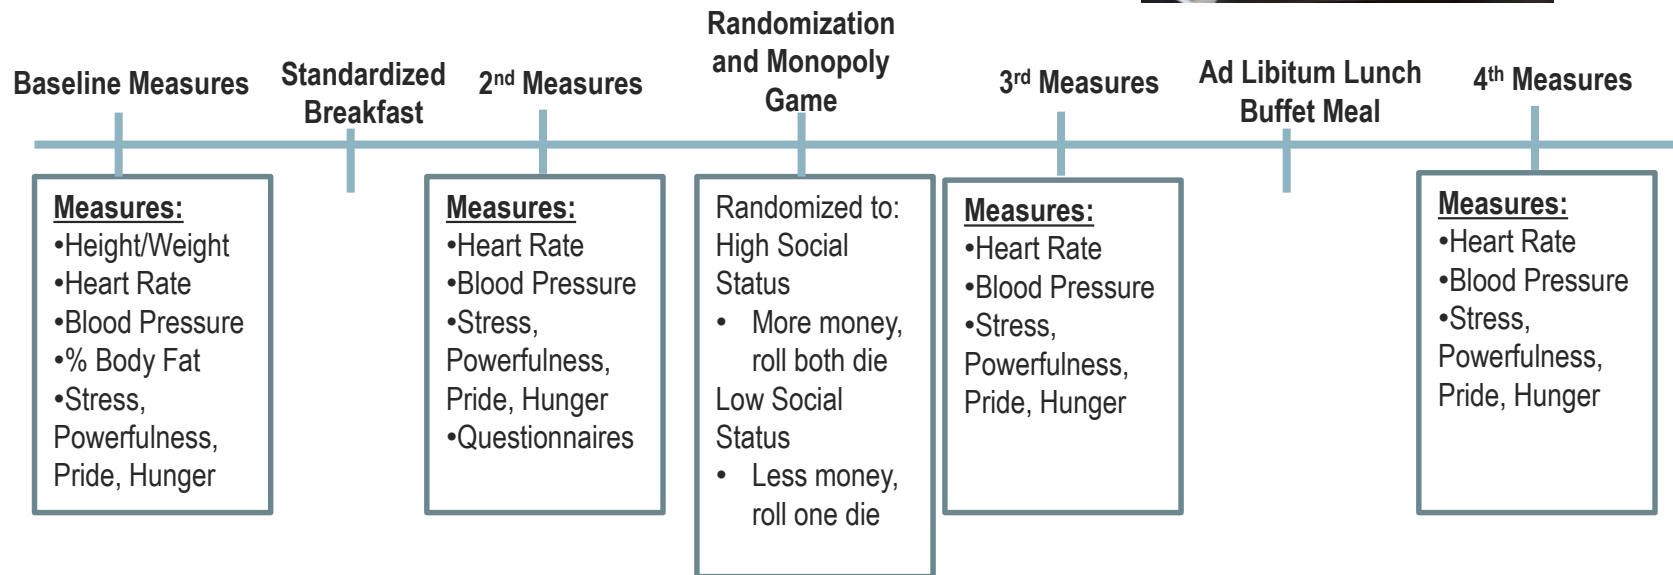 Baseline Measures
Standardized
Breakfast
2nd Measures
Randomization
and Monopoly
Game
3rd Measures
Ad Libitum Lunch
Buffet Meal
4th Measures
Measures:
•Height/Weight
•Heart Rate
•Blood Pressure
•% Body Fat
•Stress,
Powerfulness,
Pride, Hunger
Measures:
•Heart Rate
•Blood Pressure
•Stress,
Powerfulness,
Pride, Hunger
•Questionnaires
Randomized to:
High Social
Status
• More money,
roll both die
Low Social
Status
• Less money,
roll one die
Measures:
•Heart Rate
•Blood Pressure
•Stress,
Powerfulness,
Pride, Hunger
Measures:
•Heart Rate
•Blood Pressure
•Stress,
Powerfulness,
Pride, Hunger